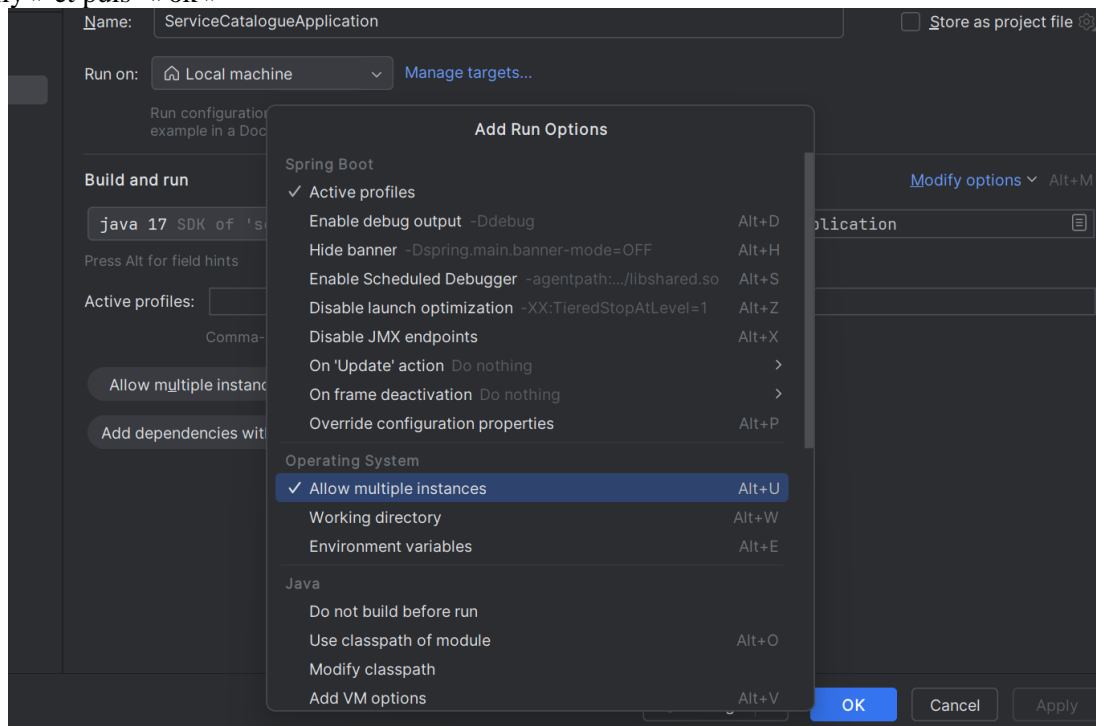 et puis « ok»
Name: ServiceCatalogueApplication Store as project file
Run on: Local machine Manage targets...
Run configuration
example in a Doc
Add Run Options
Spring Boot
Build and run Modify options Alt+M
✓ Active profiles
java 17 SDK of 's
Enable debug output -Ddebug Alt+D
plication
Hide banner -Dspring.main.banner-mode=OFF Alt+H
Press Alt for field hints
Enable Scheduled Debugger -agentpath:.../libshared.so Alt+S
Active profiles:
Disable launch optimization -XX:TieredStopAtLevel=1 Alt+Z
Comma-
Disable JMX endpoints Alt+X
On 'Update' action Do nothing >
Allow multiple instanc
On frame deactivation Do nothing >
Override configuration properties Alt+P
Add dependencies with
Operating System
✓ Allow multiple instances Alt+U
Working directory Alt+W
Environment variables Alt+E
Java
Do not build before run
Use classpath of module Alt+O
Modify classpath
Add VM options Alt+V
OK Cancel Apply